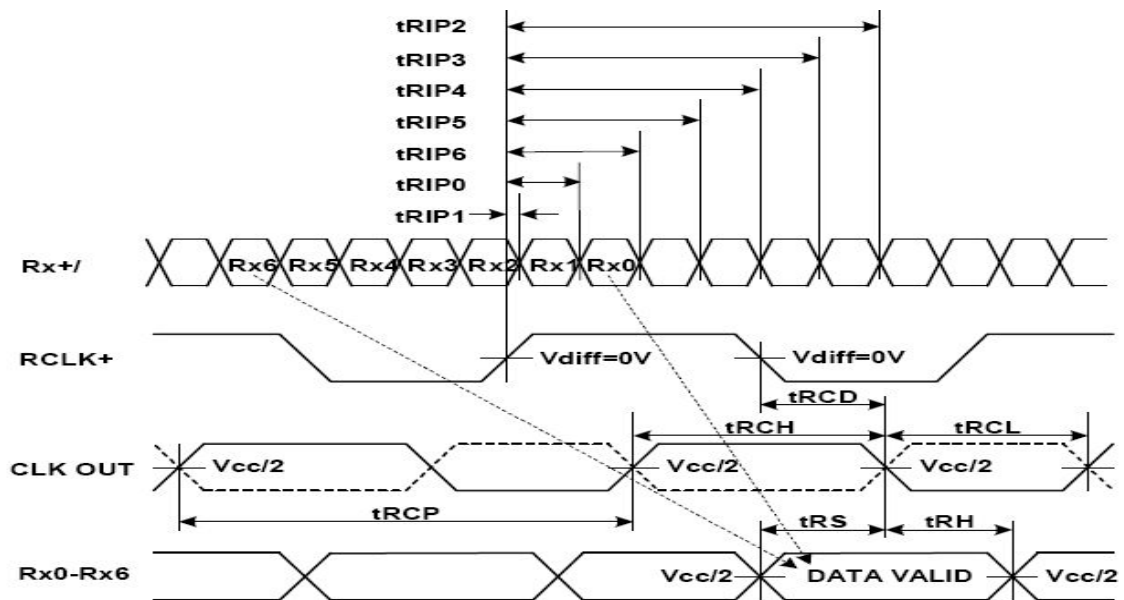 tRIP2
tRIP3
tRIP4
tRIP5
tRIP6
tRIP0
tRIP1
Rx+/ Rx6 Rx5 Rx4 Rx3 Rx2 Rx1 Rx0
RCLK+ Vdiff=0V Vdiff=0V
tRCD
tRCH tRCL
CLK OUT Vcc/2 Vcc/2 Vcc/2
tRCP tRS tRH
Rx0-Rx6 Vcc/2 DATA VALID Vcc/2